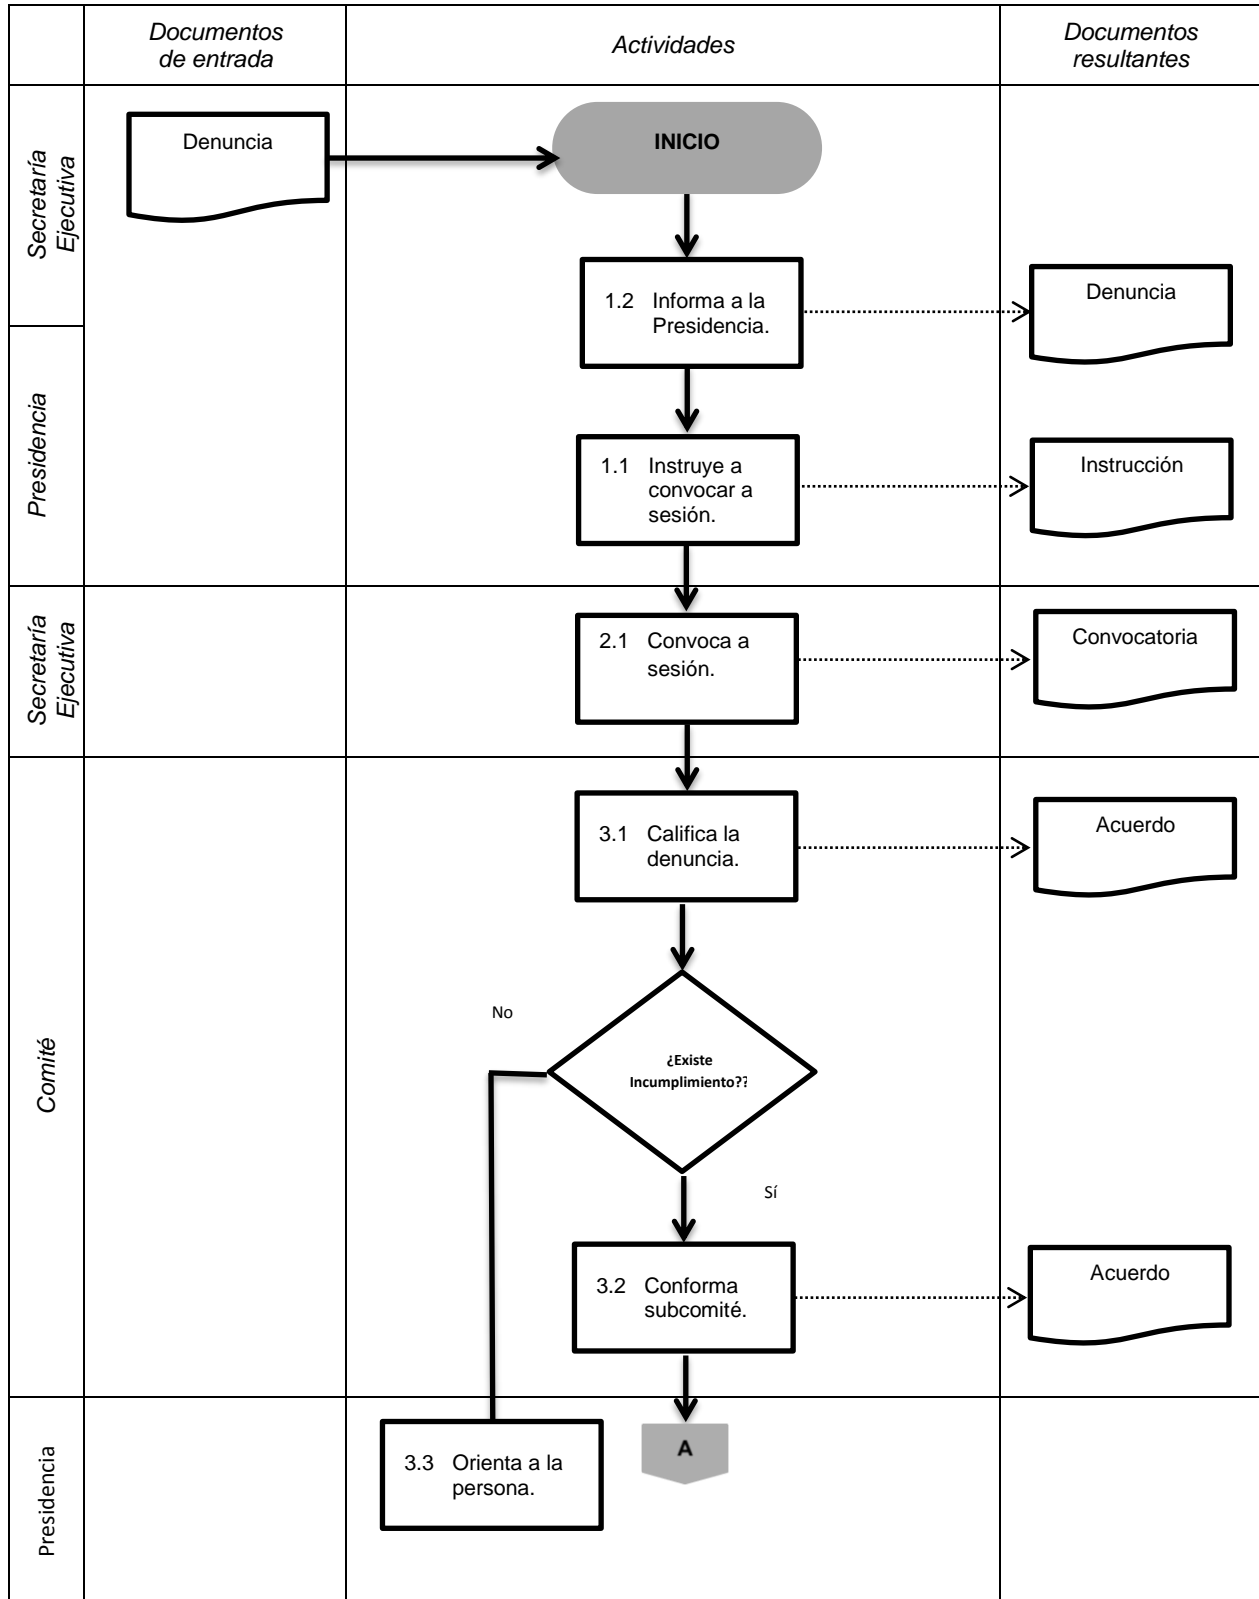 Documentos
de entrada
Actividades
Documentos
resultantes
Secretaría
Ejecutiva
Denuncia
INICIO
1.2 Informa a la
Presidencia.
Denuncia
Presidencia
1.1 Instruye a
convocar a
sesión.
Instrucción
Secretaría
Ejecutiva
2.1 Convoca a
sesión.
Convocatoria
Comité
3.1 Califica la
denuncia.
Acuerdo
No
¿Existe
Incumplimiento??
Sí
3.2 Conforma
subcomité.
Acuerdo
Presidencia
3.3 Orienta a la
persona.
A